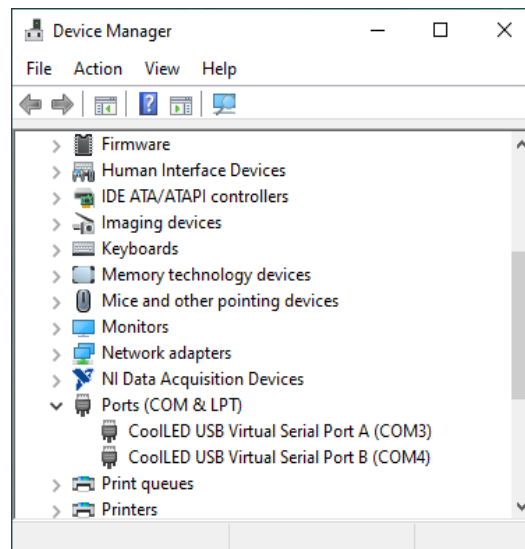 Device Manager
File Action View Help
Firmware
Human Interface Devices
IDE ATA/ATAPI controllers
Imaging devices
Keyboards
Memory technology devices
Mice and other pointing devices
Monitors
Network adapters
NI Data Acquisition Devices
Ports (COM & LPT)
CoolLED USB Virtual Serial Port A (COM3)
CoolLED USB Virtual Serial Port B (COM4)
Print queues
Printers